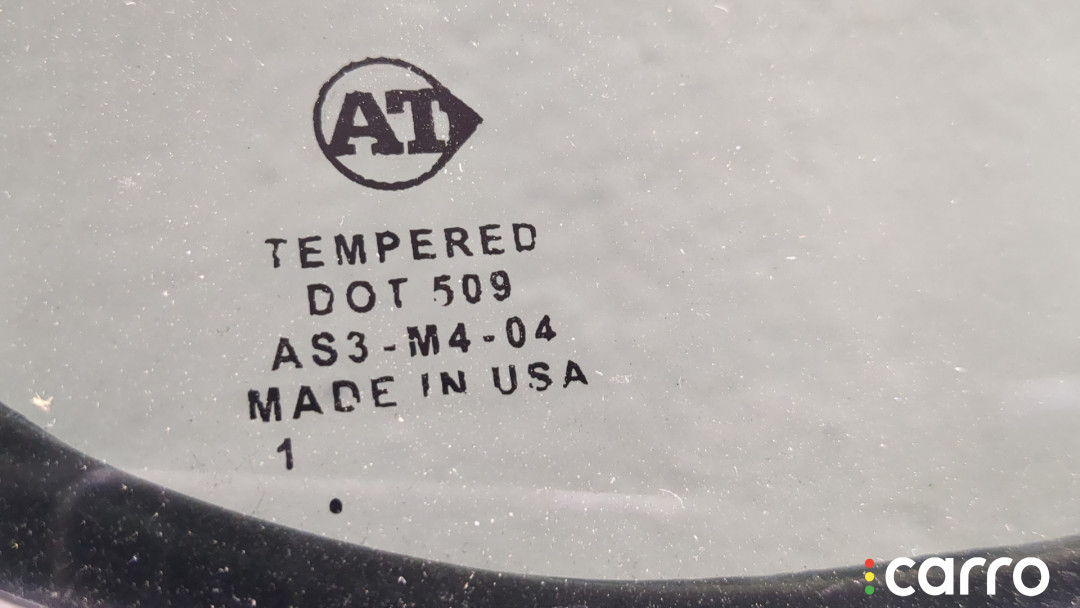 AT
TEMPERED
DOT 509
AS3-M4-04
MADE IN USA
1
carro